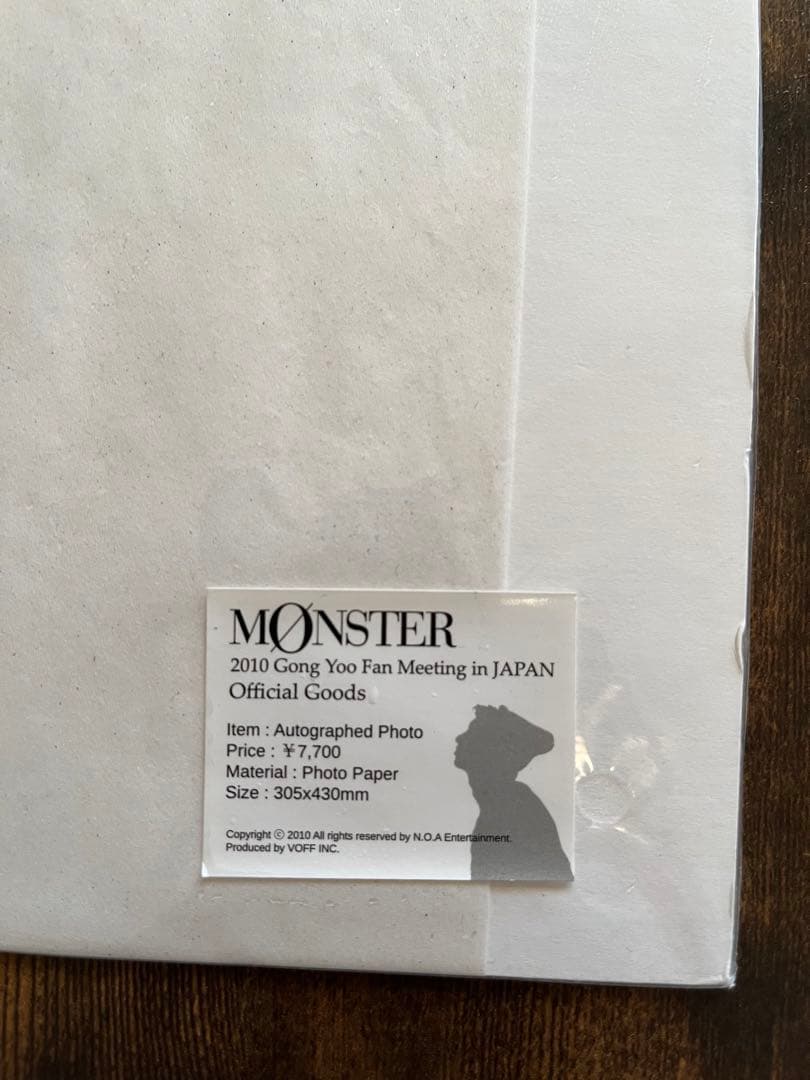 MØNSTER
2010 Gong Yoo Fan Meeting in JAPAN
Official Goods
Item : Autographed Photo
Price : ¥7,700
Material : Photo Paper
Size : 305x430mm
Copyright ⓒ 2010 All rights reserved by N.O.A Entertainment.
Produced by VOFF INC.